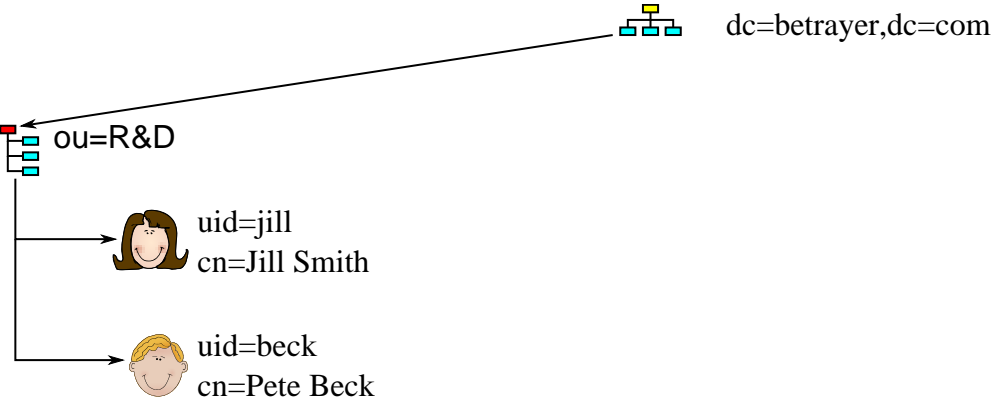 dc=betrayer,dc=com
ou=R&D
uid=jill
cn=Jill Smith
uid=beck
cn=Pete Beck